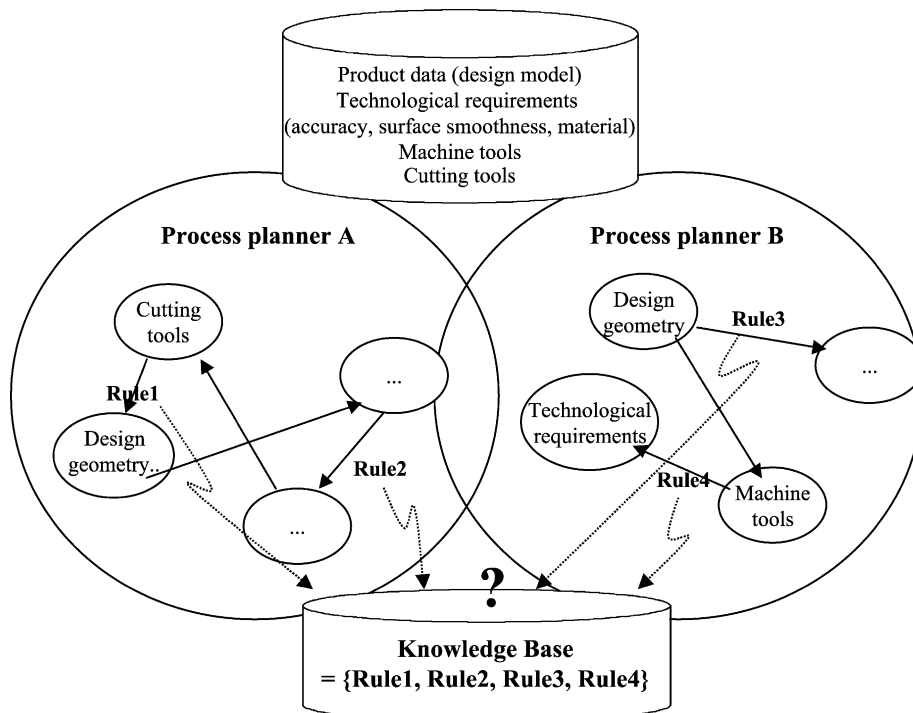 Product data (design model)
Technological requirements
(accuracy, surface smoothness, material)
Machine tools
Cutting tools
Process planner A
Process planner B
Cutting
tools
Rule1
Design
geometry..
...
Rule2
...
Design
geometry
Rule3
...
Technological
requirements
Rule4
Machine
tools
?
Knowledge Base
= {Rule1, Rule2, Rule3, Rule4}